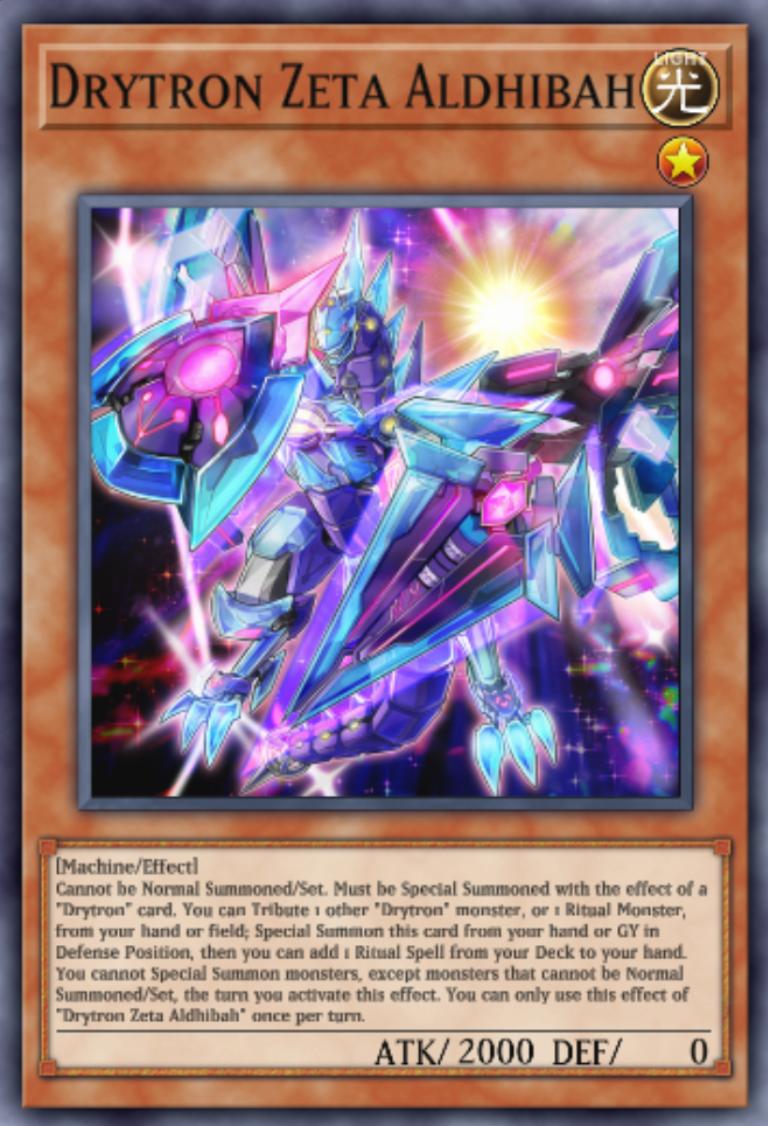 DRYTRON ZETA ALDHIBAH
LIGHT
光
[Machine/Effect]
Cannot be Normal Summoned/Set. Must be Special Summoned with the effect of a
"Drytron" card. You can Tribute 1 other "Drytron" monster, or 1 Ritual Monster,
from your hand or field; Special Summon this card from your hand or GY in
Defense Position, then you can add 1 Ritual Spell from your Deck to your hand.
You cannot Special Summon monsters, except monsters that cannot be Normal
Summoned/Set, the turn you activate this effect. You can only use this effect of
"Drytron Zeta Aldhibah" once per turn.
ATK/ 2000 DEF/ 0